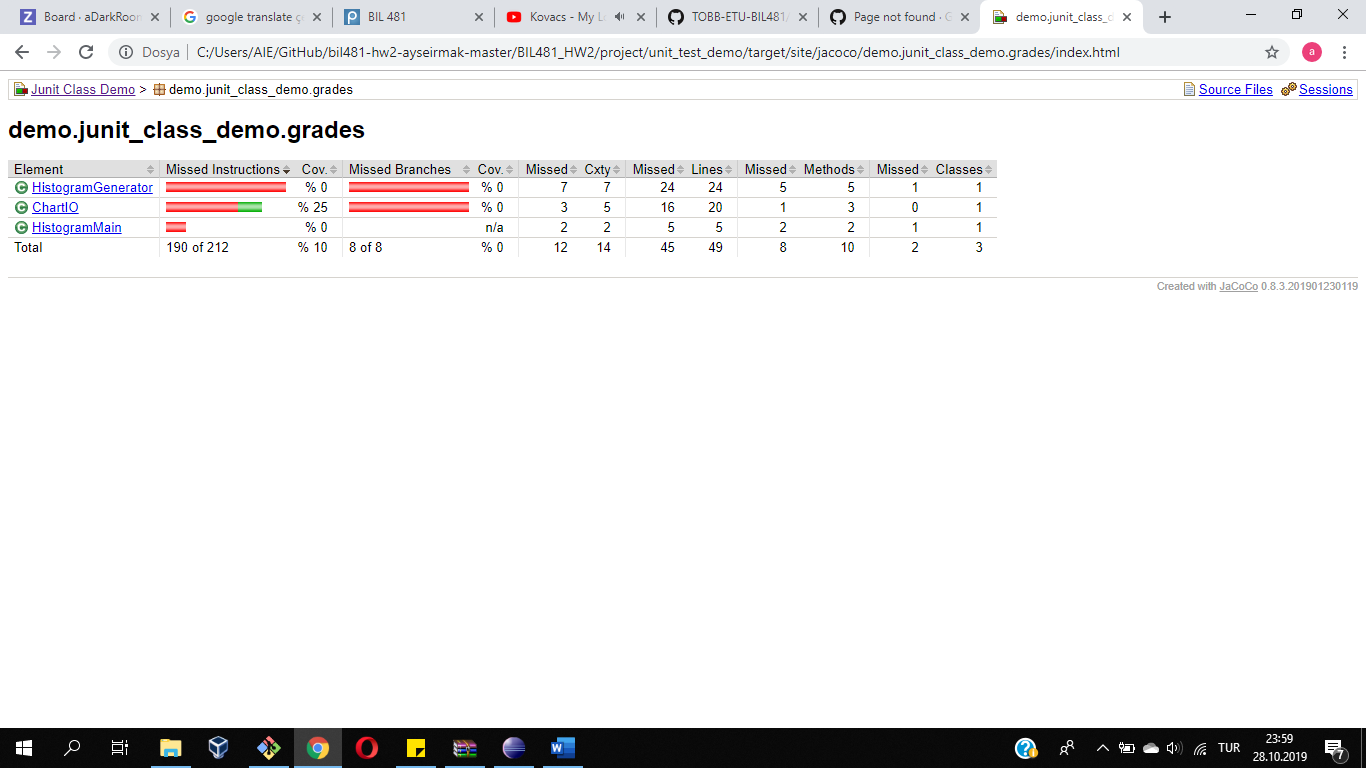 Board · aDarkRoon
google translate ç
BIL 481
Kovacs - My L
TOBB-ETU-BIL481/
Page not found · G
demo.junit_class_d
Dosya C:/Users/AIE/GitHub/bil481-hw2-ayseirmak-master/BIL481_HW2/project/unit_test_demo/target/site/jacoco/demo.junit_class_demo.grades/index.html
a
Junit Class Demo > demo.junit_class_demo.grades Source Files Sessions
demo.junit_class_demo.grades
Element Missed Instructions Cov. Missed Branches Cov. Missed Cxty Missed Lines Missed Methods Missed Classes
HistogramGenerator % 0 % 0 7 7 24 24 5 5 1 1
ChartIO % 25 % 0 3 5 16 20 1 3 0 1
HistogramMain % 0 n/a 2 2 5 5 2 2 1 1
Total 190 of 212 % 10 8 of 8 % 0 12 14 45 49 8 10 2 3
Created with JaCoCo 0.8.3.201901230119
TUR
23:59
28.10.2019
7